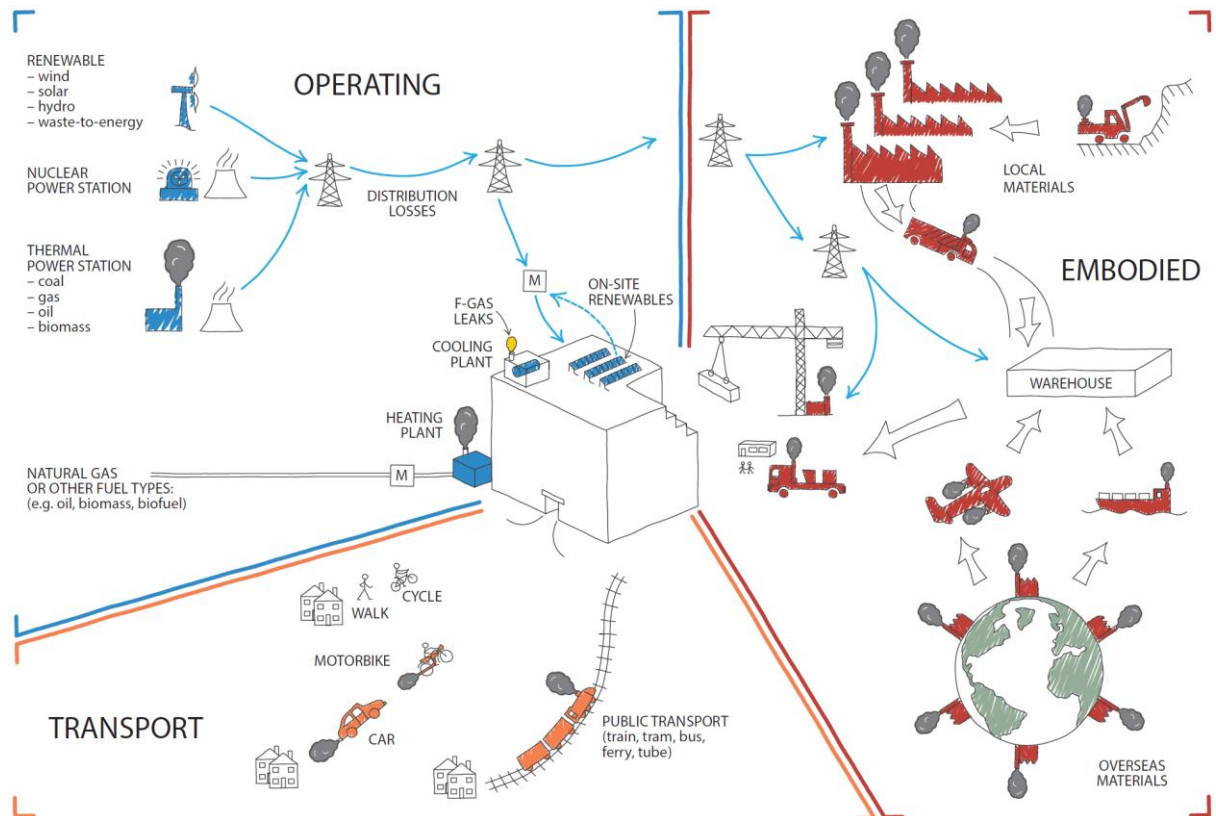 RENEWABLE
– wind
– solar
– hydro
– waste-to-energy
OPERATING
NUCLEAR
POWER STATION
DISTRIBUTION
LOSSES
THERMAL
POWER STATION
– coal
– gas
– oil
– biomass
M
ON-SITE
RENEWABLES
F-GAS
LEAKS
COOLING
PLANT
HEATING
PLANT
NATURAL GAS
OR OTHER FUEL TYPES:
(e.g. oil, biomass, biofuel)
M
LOCAL
MATERIALS
EMBODIED
WAREHOUSE
OVERSEAS
MATERIALS
TRANSPORT
WALK
CYCLE
MOTORBIKE
CAR
PUBLIC TRANSPORT
(train, tram, bus,
ferry, tube)